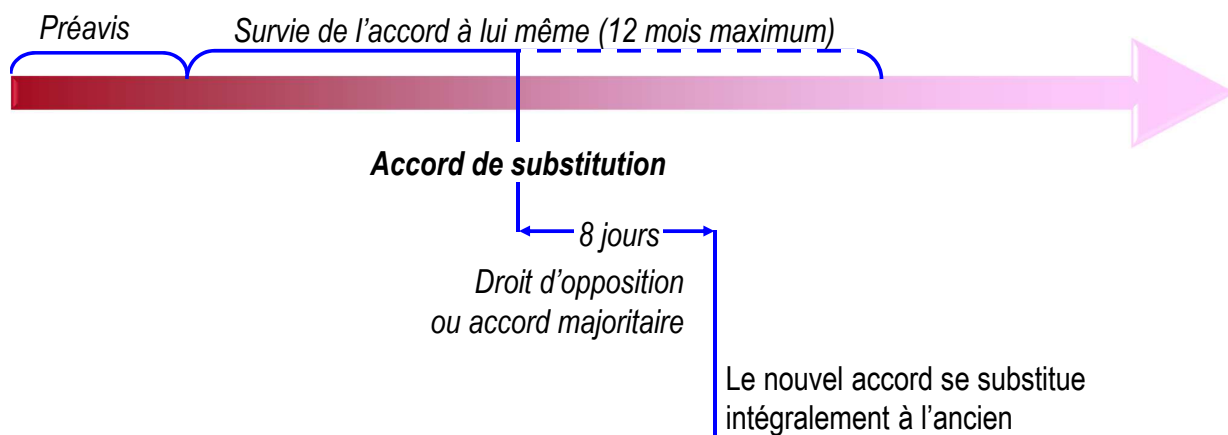 Préavis
Survie de l’accord à lui même (12 mois maximum)
Accord de substitution
8 jours
Droit d’opposition
ou accord majoritaire
Le nouvel accord se substitue
intégralement à l’ancien